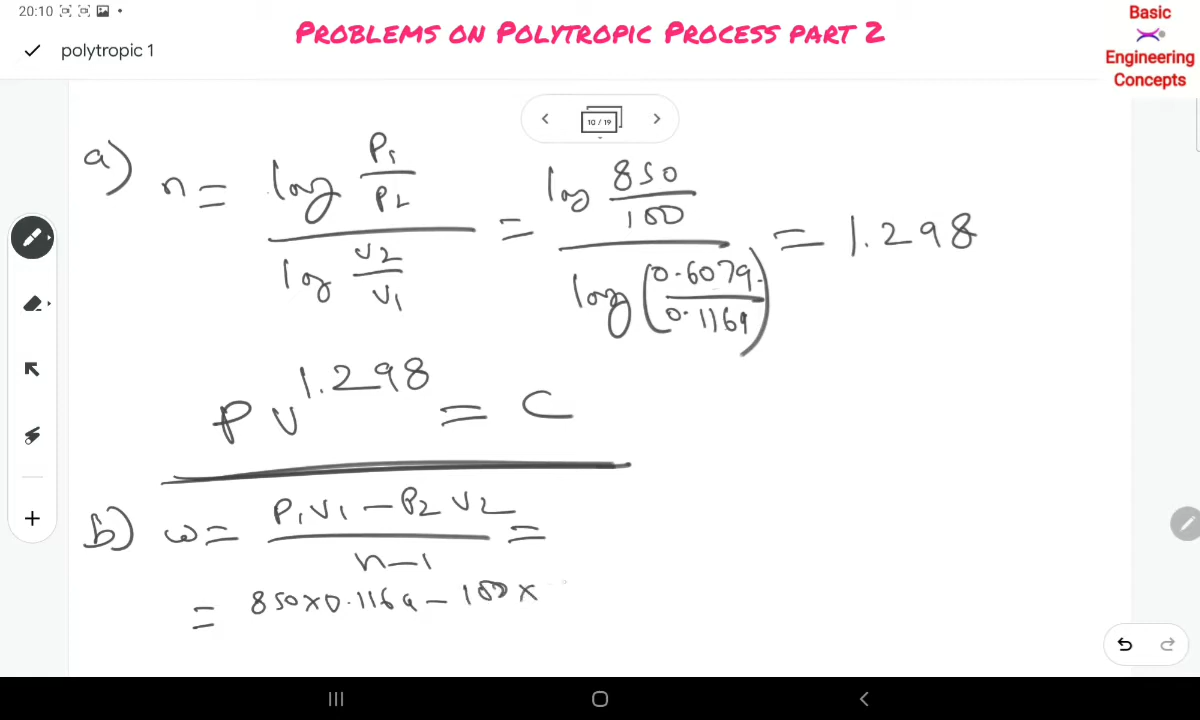 20:10
PROBLEMS ON POLYTROPIC PROCESS PART 2
Basic
Engineering
Concepts
polytropic 1
10 / 19
a) n = log P1/P2 / log V2/V1 = log 850/100 / log (0.6079/0.1169) = 1.298
PV^1.298 = C
b) w = P1V1 - P2V2 / n-1 =
= 850×0.1169 - 100×